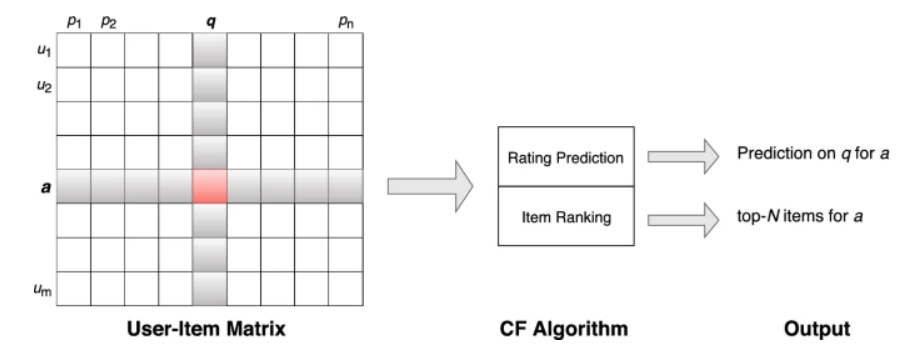 p1 p2 q pn
u1
u2
a
um
User-Item Matrix
Rating Prediction
Item Ranking
CF Algorithm
Prediction on q for a
top-N items for a
Output